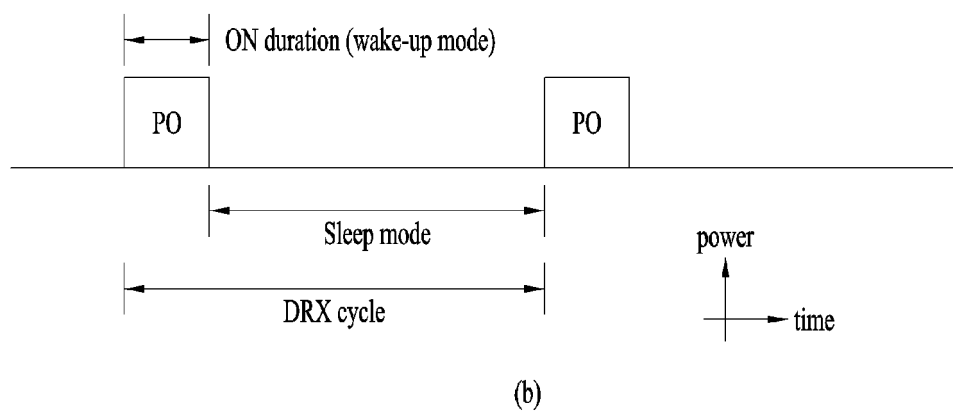 ON duration (wake-up mode)
PO
PO
Sleep mode
DRX cycle
power
time
(b)